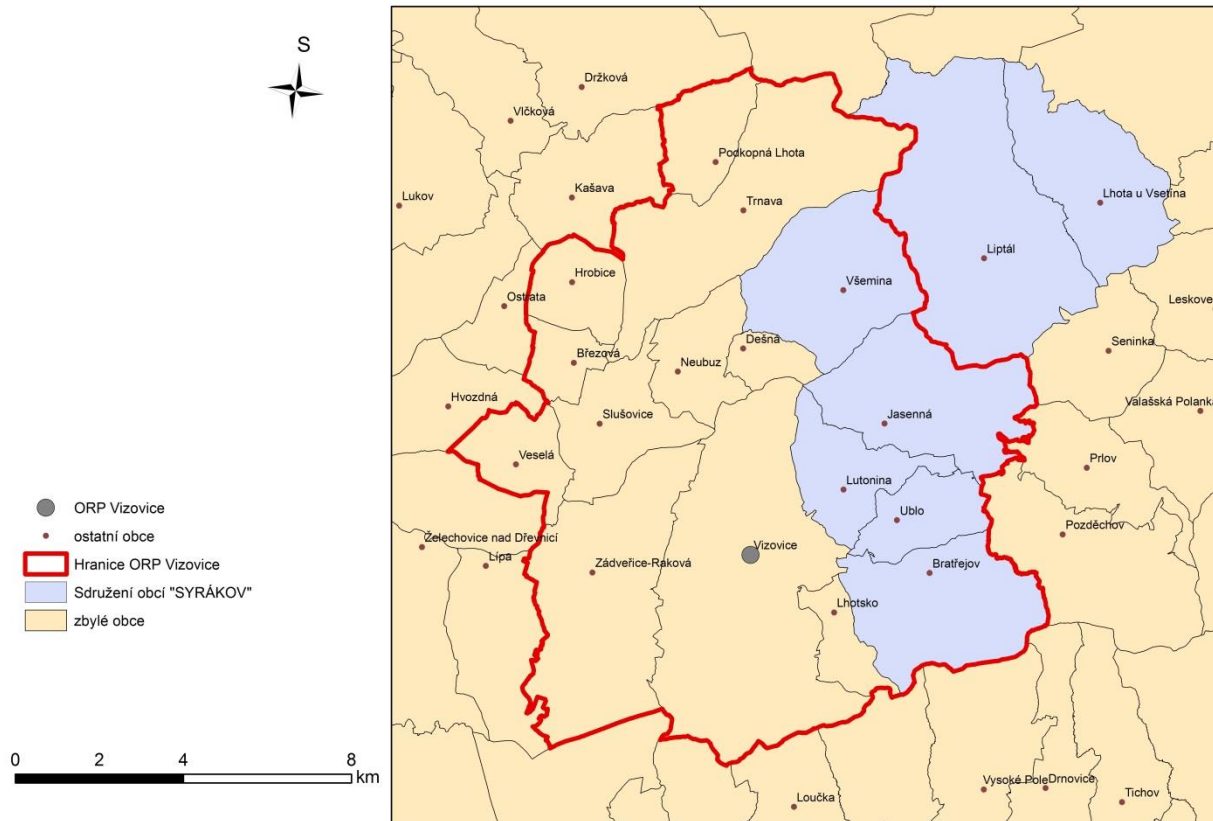 S
Držková
Vlčková
Podkopná Lhota
Kašava
Lukov
Lhota u Vsetína
Trnava
Liptál
Hrobice
Všemina
Ostrata
Leskove
Dešná
Seninka
Březová
Neubuz
Hvozdná
Valašská Polanka
Slušovice
Jasenná
Veselá
Prlov
Lutonina
Ublo
Pozděchov
ORP Vizovice
ostatní obce
Hranice ORP Vizovice
Sdružení obcí "SYRÁKOV"
zbylé obce
Želechovice nad Dřevnicí
Lípa
Zádveřice-Raková
Vizovice
Bratřejov
Lhotsko
0 2 4 8
km
Vysoké Pole
Drnovice
Loučka
Tichov